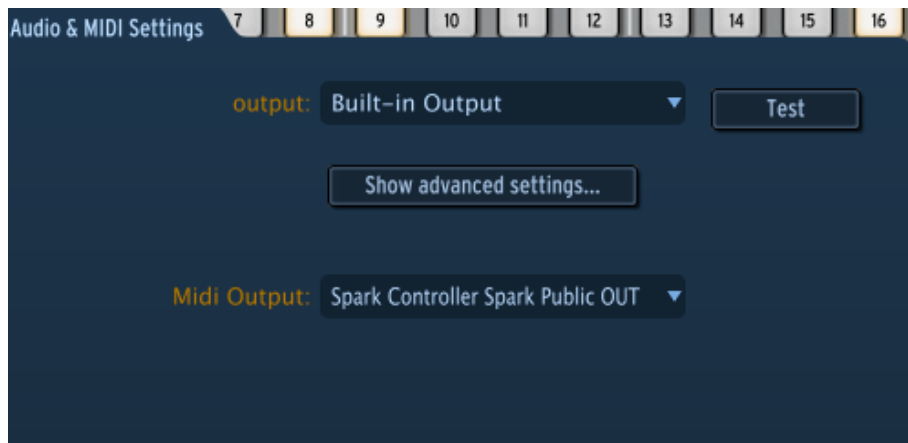 Audio & MIDI Settings 7 8 9 10 11 12 13 14 15 16
output: Built-in Output Test
Show advanced settings...
Midi Output: Spark Controller Spark Public OUT